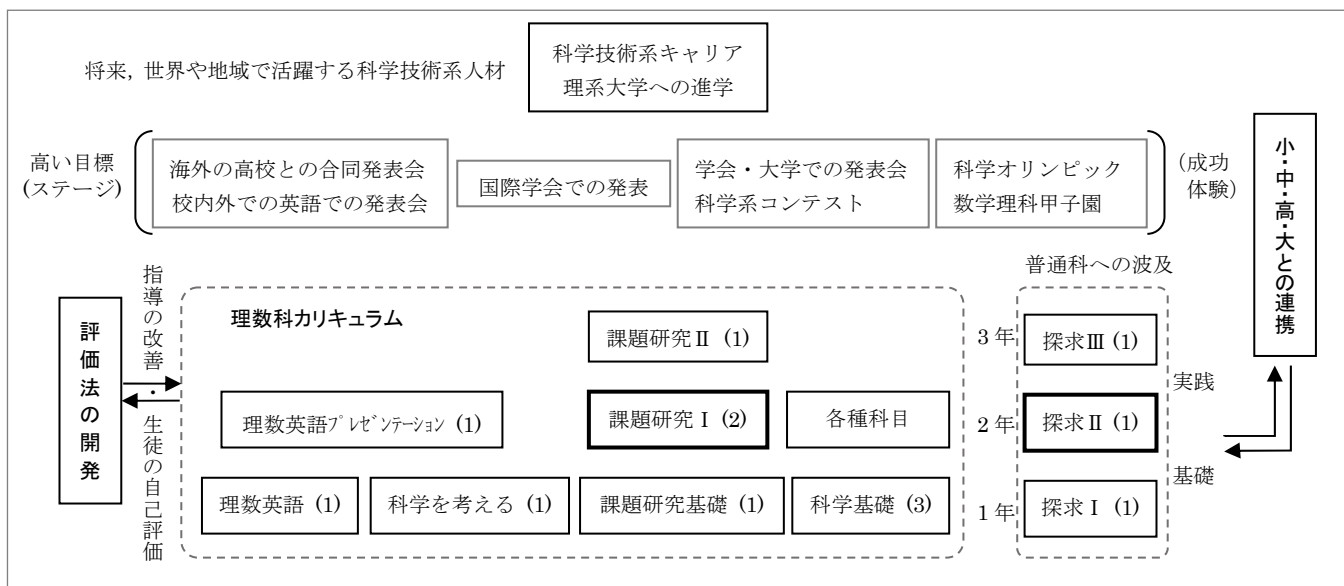 将来,世界や地域で活躍する科学技術系人材
科学技術系キャリア
理系大学への進学
高い目標
(ステージ)
海外の高校との合同発表会
校内外での英語での発表会
国際学会での発表
学会・大学での発表会
科学系コンテスト
科学オリンピック
数学理科甲子園
(成功
体験)
小・中・高・大との連携
普通科への波及
評価法の開発
指導の改善・生徒の自己評価
理数科カリキュラム
課題研究Ⅱ (1)
3年
探求Ⅲ (1)
実践
理数英語プレゼンテーション (1)
課題研究Ⅰ (2)
各種科目
2年
探求Ⅱ (1)
基礎
理数英語 (1)
科学を考える (1)
課題研究基礎 (1)
科学基礎 (3)
1年
探求Ⅰ (1)